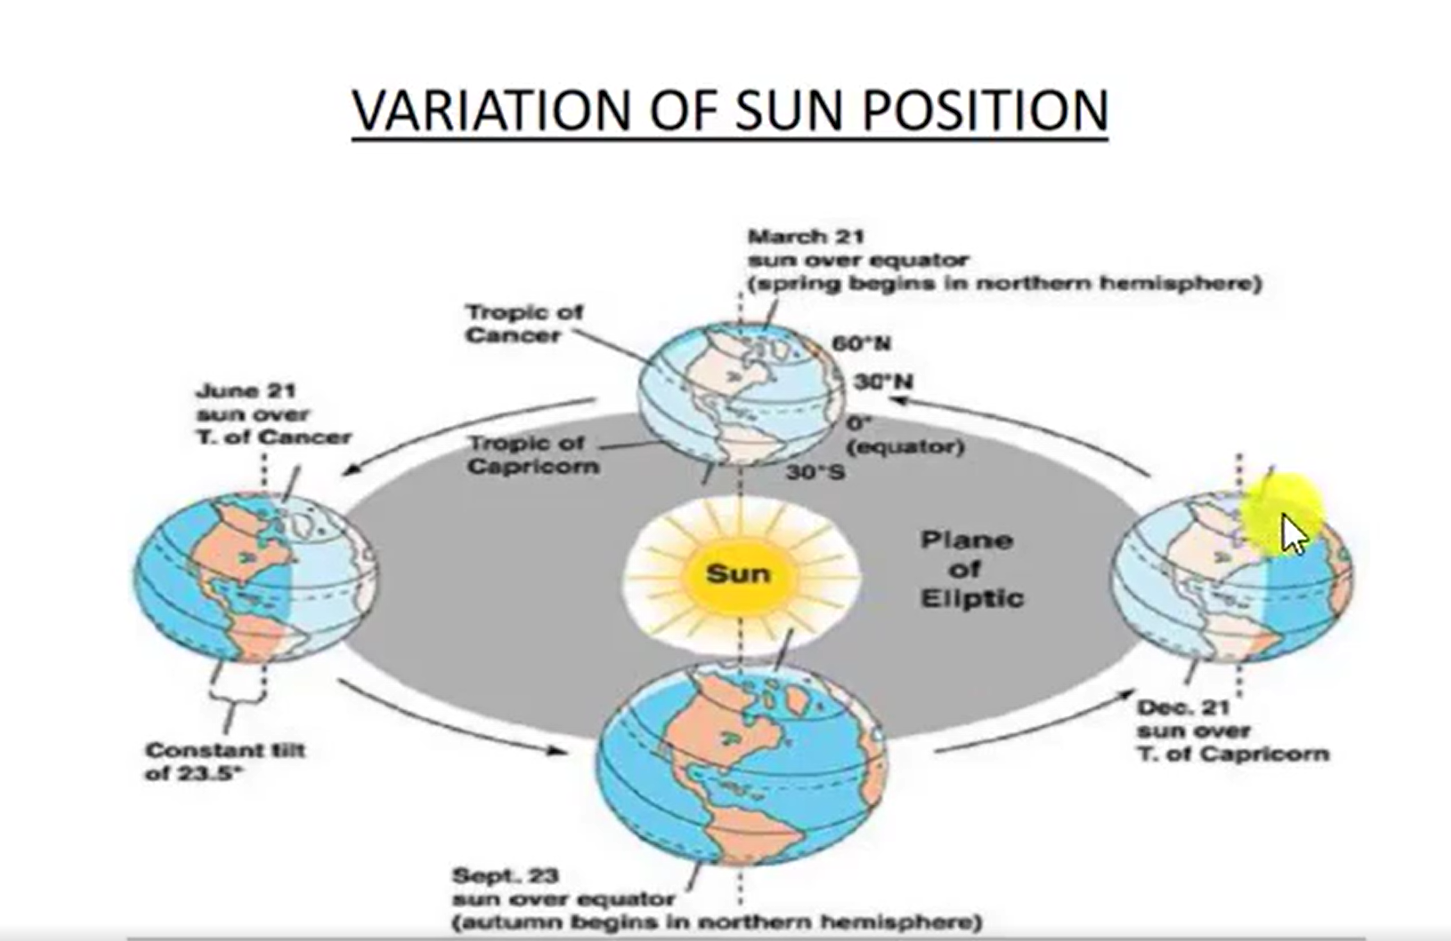 VARIATION OF SUN POSITION
March 21
sun over equator
(spring begins in northern hemisphere)
Tropic of
Cancer
60°N
30°N
0°
(equator)
30°S
June 21
sun over
T. of Cancer
Tropic of
Capricorn
Sun
Plane
of
Eliptic
Constant tilt
of 23.5°
Dec. 21
sun over
T. of Capricorn
Sept. 23
sun over equator
(autumn begins in northern hemisphere)